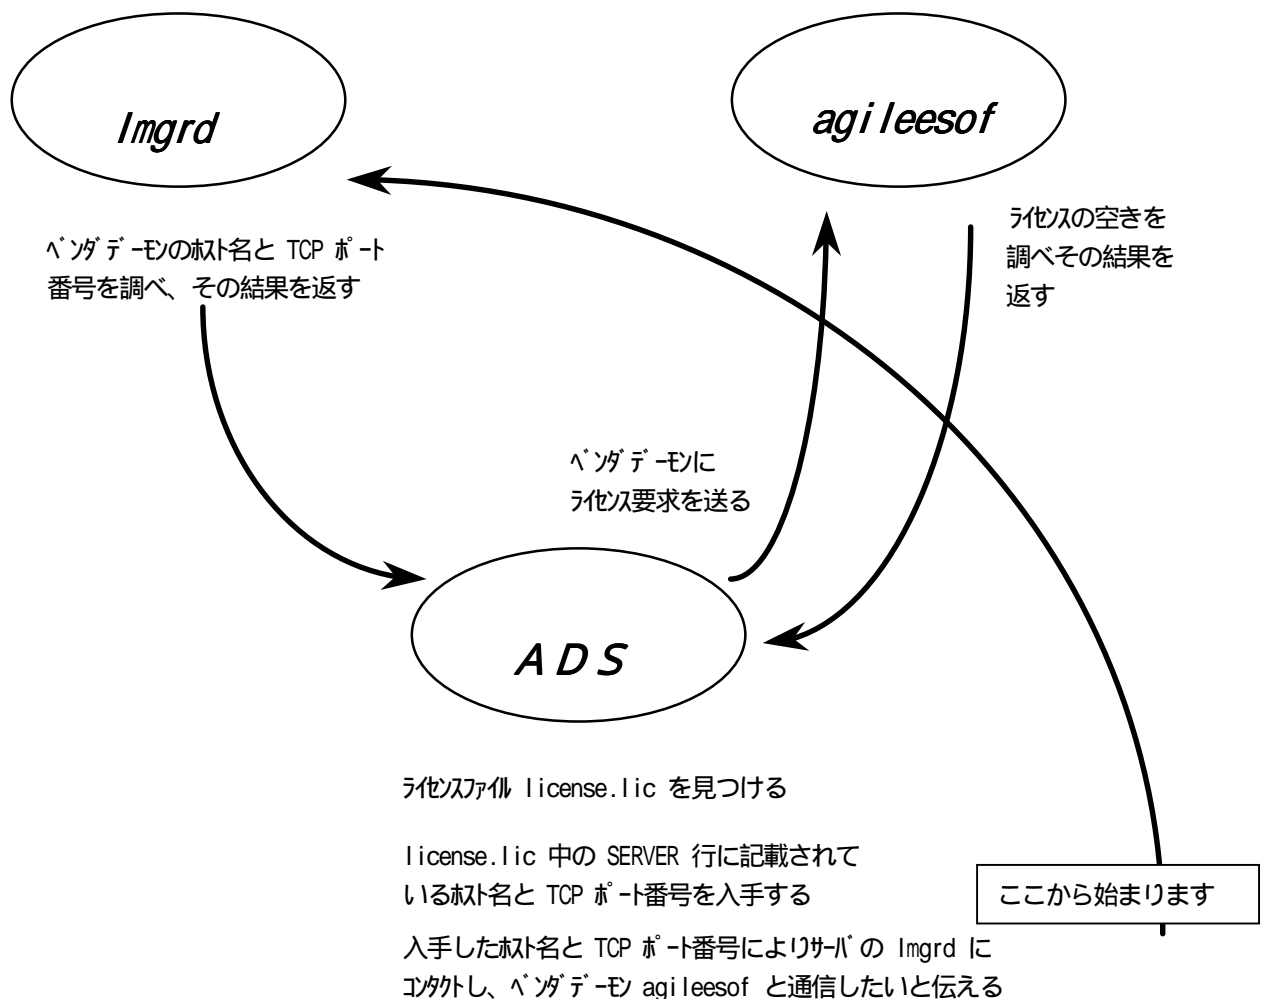 lmgrd
agileesof
ベンダデーモンのホスト名と TCP ポート
番号を調べ、その結果を返す
ライセンスの空きを
調べその結果を
返す
ベンダデーモンに
ライセンス要求を送る
ADS
ライセンスファイル license.lic を見つける
license.lic 中の SERVER 行に記載されて
いるホスト名と TCP ポート番号を入手する
ここから始まります
入手したホスト名と TCP ポート番号によりサーバの lmgrd に
コンタクトし、ベンダデーモン agileesof と通信したいと伝える